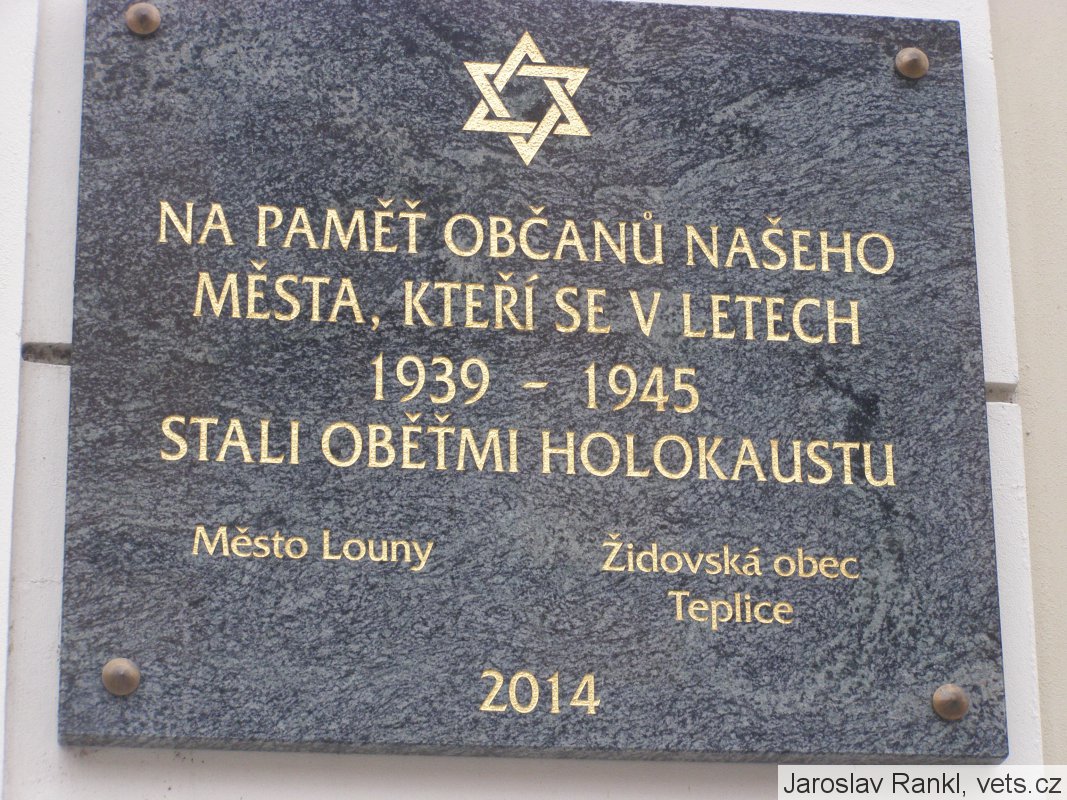 NA PAMĚŤ OBČANŮ NAŠEHO
MĚSTA, KTEŘÍ SE V LETECH
1939 - 1945
STALI OBĚŤMI HOLOKAUSTU
Město Louny
Židovská obec
Teplice
2014
Jaroslav Rankl, vets.cz